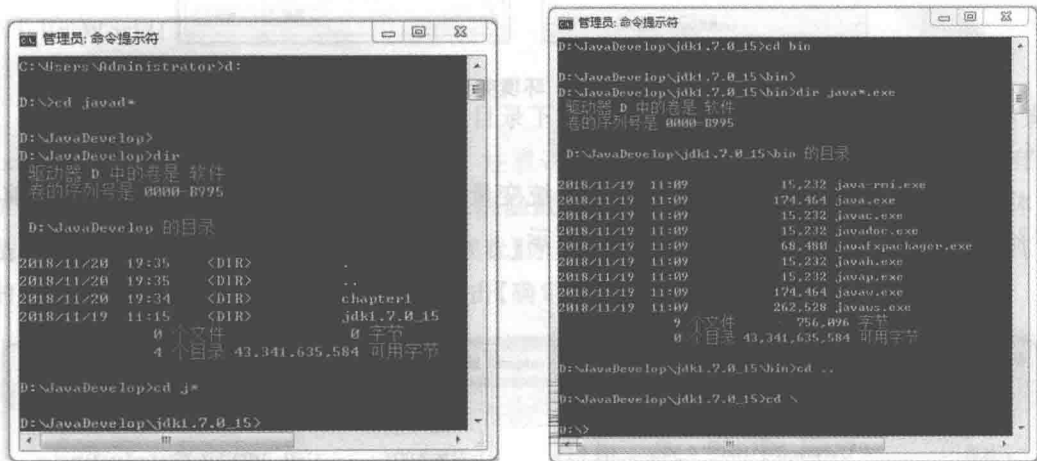 管理员: 命令提示符
C:\Users\Administrator>d:
D:\>cd javad*
D:\JavaDevelop>
D:\JavaDevelop>dir
驱动器 D 中的卷是 软件
卷的序列号是 0000-B995
D:\JavaDevelop 的目录
2018/11/20 19:35 <DIR> .
2018/11/20 19:35 <DIR> ..
2018/11/20 19:34 <DIR> chapter1
2018/11/19 11:15 <DIR> jdk1.7.0_15
0 个文件 0 字节
4 个目录 43,341,635,584 可用字节
D:\JavaDevelop>cd j*
D:\JavaDevelop\jdk1.7.0_15>
管理员: 命令提示符
D:\JavaDevelop\jdk1.7.0_15>cd bin
D:\JavaDevelop\jdk1.7.0_15\bin>
D:\JavaDevelop\jdk1.7.0_15\bin>dir java*.exe
驱动器 D 中的卷是 软件
卷的序列号是 0000-B995
D:\JavaDevelop\jdk1.7.0_15\bin 的目录
2018/11/19 11:09 15,232 java-rmi.exe
2018/11/19 11:09 174,464 java.exe
2018/11/19 11:09 15,232 javac.exe
2018/11/19 11:09 15,232 javadoc.exe
2018/11/19 11:09 68,480 javafxpackager.exe
2018/11/19 11:09 15,232 javah.exe
2018/11/19 11:09 15,232 javap.exe
2018/11/19 11:09 174,464 javaw.exe
2018/11/19 11:09 262,528 javaws.exe
9 个文件 756,096 字节
0 个目录 43,341,635,584 可用字节
D:\JavaDevelop\jdk1.7.0_15\bin>cd ..
D:\JavaDevelop\jdk1.7.0_15>cd \
D:\>